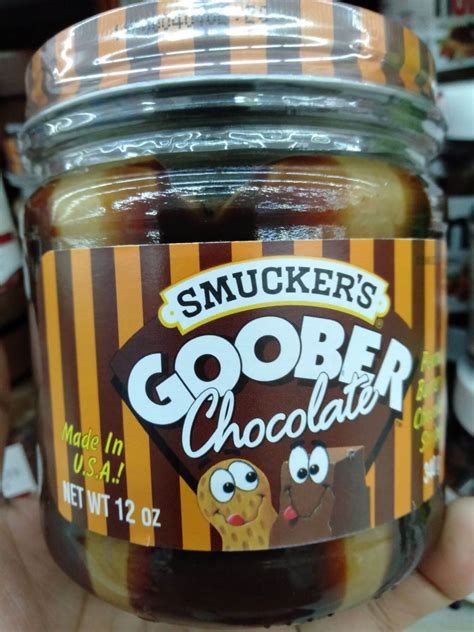 SMUCKER'S
GOOBER
Chocolate
Made In
U.S.A.!
NET WT 12 OZ